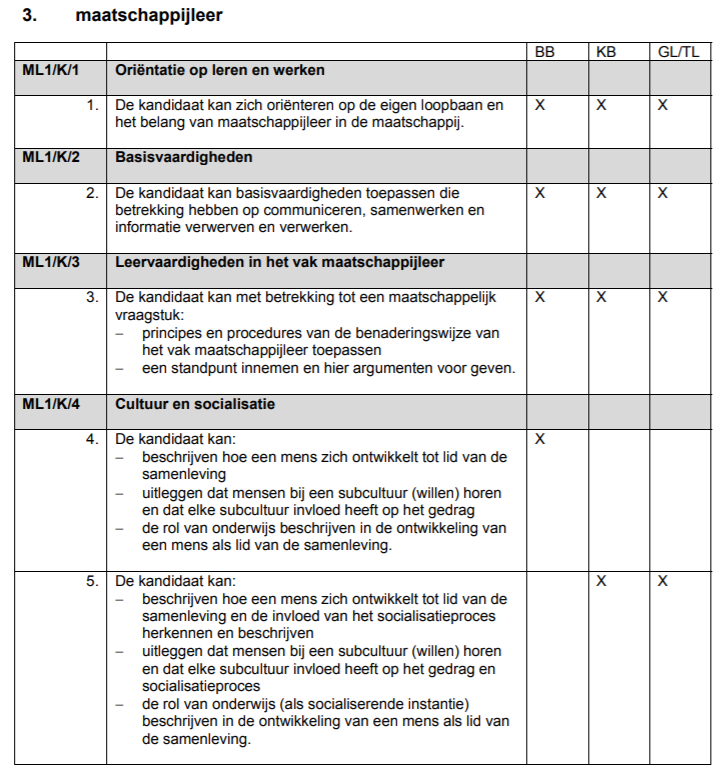 3. maatschappijleer
BB KB GL/TL
ML1/K/1 Oriëntatie op leren en werken
1. De kandidaat kan zich oriënteren op de eigen loopbaan en X X X
het belang van maatschappijleer in de maatschappij.
ML1/K/2 Basisvaardigheden
2. De kandidaat kan basisvaardigheden toepassen die X X X
betrekking hebben op communiceren, samenwerken en
informatie verwerven en verwerken.
ML1/K/3 Leervaardigheden in het vak maatschappijleer
3. De kandidaat kan met betrekking tot een maatschappelijk X X X
vraagstuk:
– principes en procedures van de benaderingswijze van
het vak maatschappijleer toepassen
– een standpunt innemen en hier argumenten voor geven.
ML1/K/4 Cultuur en socialisatie
4. De kandidaat kan: X
– beschrijven hoe een mens zich ontwikkelt tot lid van de
samenleving
– uitleggen dat mensen bij een subcultuur (willen) horen
en dat elke subcultuur invloed heeft op het gedrag
– de rol van onderwijs beschrijven in de ontwikkeling van
een mens als lid van de samenleving.
5. De kandidaat kan: X X
– beschrijven hoe een mens zich ontwikkelt tot lid van de
samenleving en de invloed van het socialisatieproces
herkennen en beschrijven
– uitleggen dat mensen bij een subcultuur (willen) horen
en dat elke subcultuur invloed heeft op het gedrag en
socialisatieproces
– de rol van onderwijs (als socialiserende instantie)
beschrijven in de ontwikkeling van een mens als lid van
de samenleving.